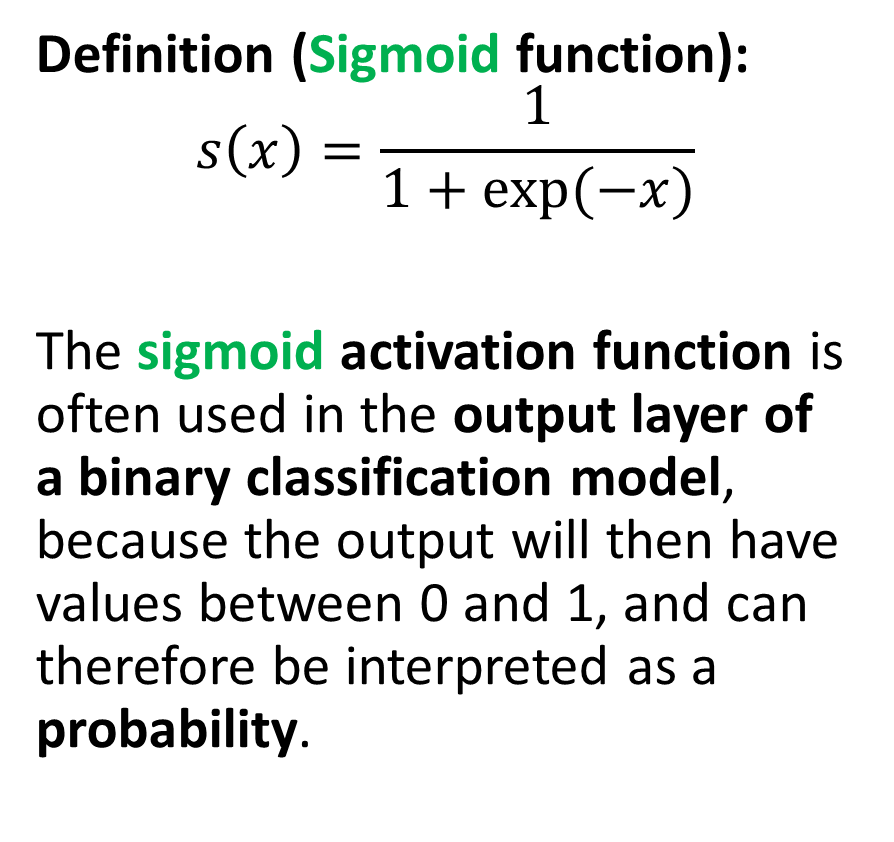 Definition (Sigmoid function):
s(x) = 1 / (1 + exp(−x))
The sigmoid activation function is
often used in the output layer of
a binary classification model,
because the output will then have
values between 0 and 1, and can
therefore be interpreted as a
probability.